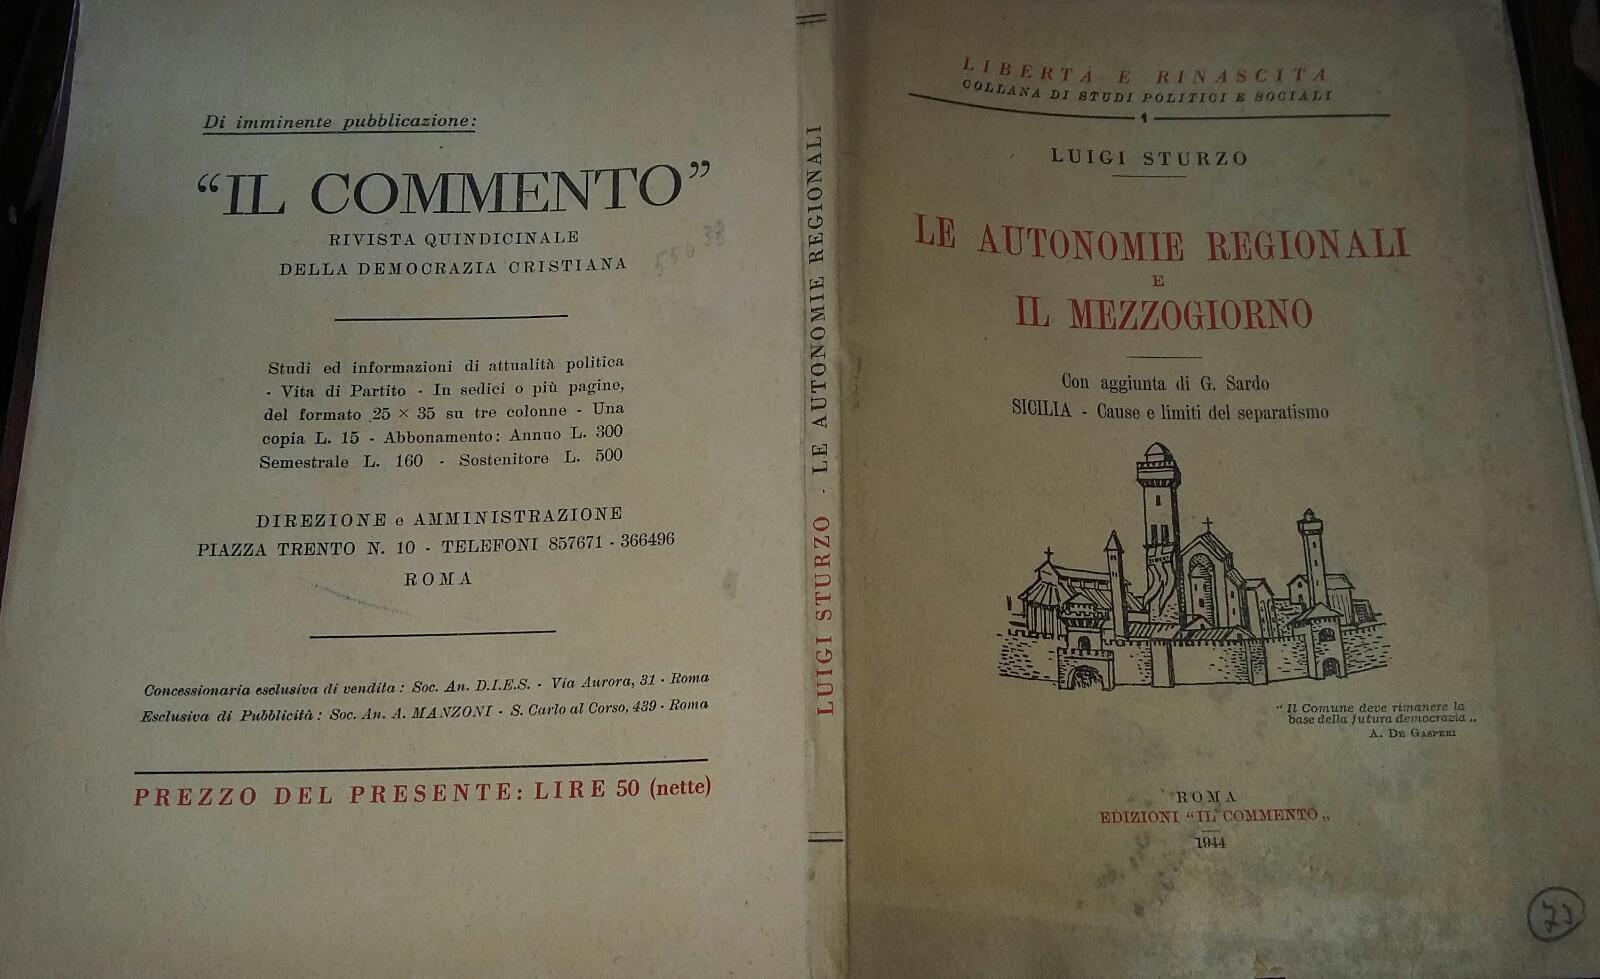 Di imminente pubblicazione:
“IL COMMENTO”
RIVISTA QUINDICINALE
DELLA DEMOCRAZIA CRISTIANA
556 38
Studi ed informazioni di attualità politica
- Vita di Partito - In sedici o più pagine,
del formato 25 × 35 su tre colonne - Una
copia L. 15 - Abbonamento: Annuo L. 300
Semestrale L. 160 - Sostenitore L. 500
DIREZIONE e AMMINISTRAZIONE
PIAZZA TRENTO N. 10 - TELEFONI 857671 - 366496
ROMA
Concessionaria esclusiva di vendita : Soc. An. D.I.E.S. - Via Aurora, 31 - Roma
Esclusiva di Pubblicità : Soc. An. A. MANZONI - S. Carlo al Corso, 439 - Roma
PREZZO DEL PRESENTE: LIRE 50 (nette)
LUIGI STURZO - LE AUTONOMIE REGIONALI
LIBERTÀ E RINASCITA
COLLANA DI STUDI POLITICI E SOCIALI
1
LUIGI STURZO
LE AUTONOMIE REGIONALI
E
IL MEZZOGIORNO
Con aggiunta di G. Sardo
SICILIA - Cause e limiti del separatismo
“ Il Comune deve rimanere la
base della futura democrazia „
A. DE GASPERI
ROMA
EDIZIONI “IL COMMENTO„
1944
73